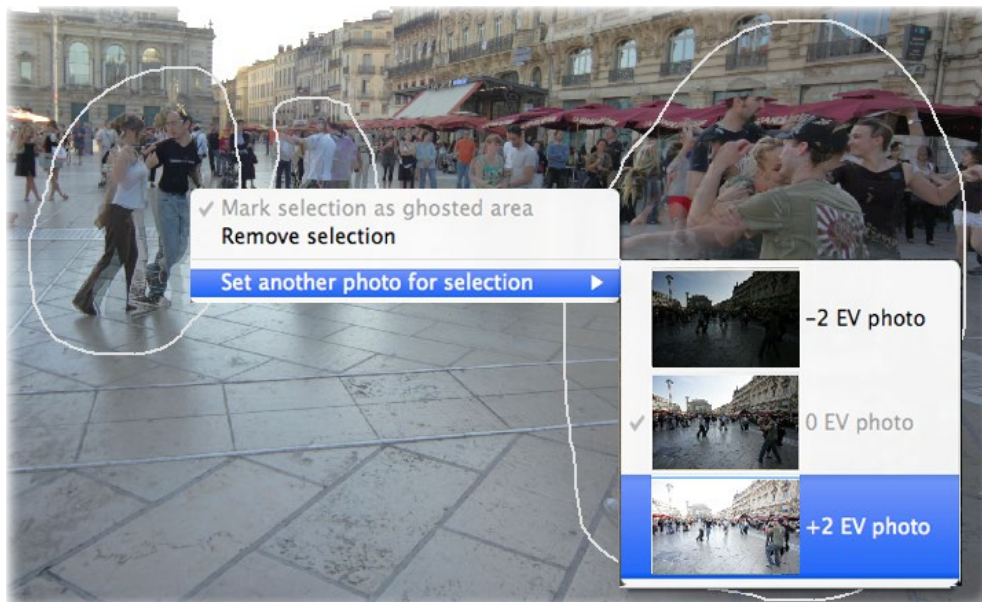 Mark selection as ghosted area
Remove selection
Set another photo for selection
-2 EV photo
0 EV photo
+2 EV photo